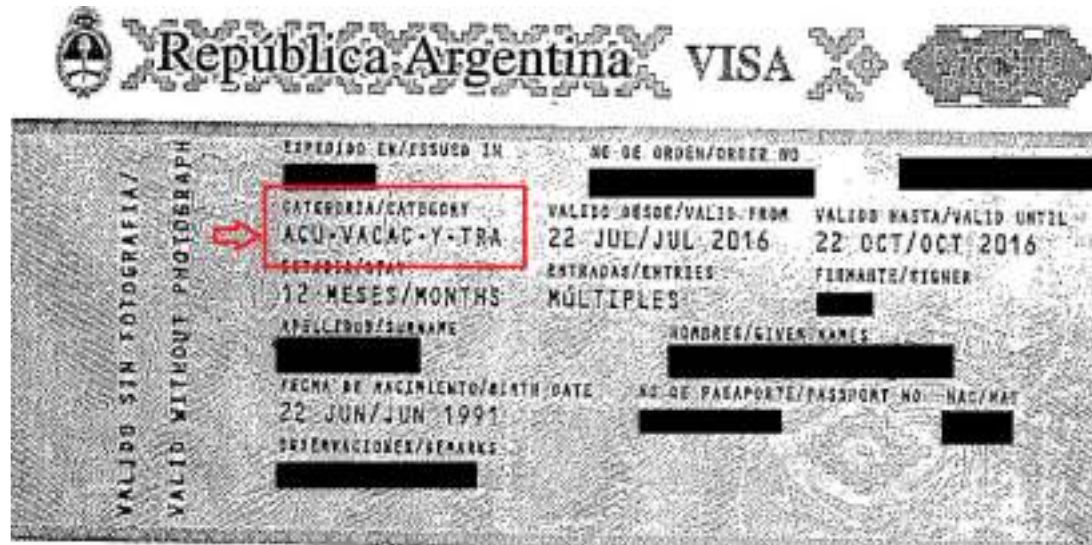 República Argentina VISA
EXPEDIDO EN/ISSUED IN
NO DE ORDEN/ORDER NO
CATEGORIA/CATEGORY
ACU-VACAC-Y-TRA
VALIDO DESDE/VALID FROM
22 JUL/JUL 2016
VALIDO HASTA/VALID UNTIL
22 OCT/OCT 2016
ESTADIA/STAY
12 MESES/MONTHS
ENTRADAS/ENTRIES
MÚLTIPLES
FIRMANTE/SIGNER
APELLIDOS/SURNAME
NOMBRES/GIVEN NAMES
FECHA DE NACIMIENTO/BIRTH DATE
22 JUN/JUN 1991
NO DE PASAPORTE/PASSPORT NO
NAC/NAT
OBSERVACIONES/REMARKS
VALIDO SIN FOTOGRAFIA/
VALID WITHOUT PHOTOGRAPH